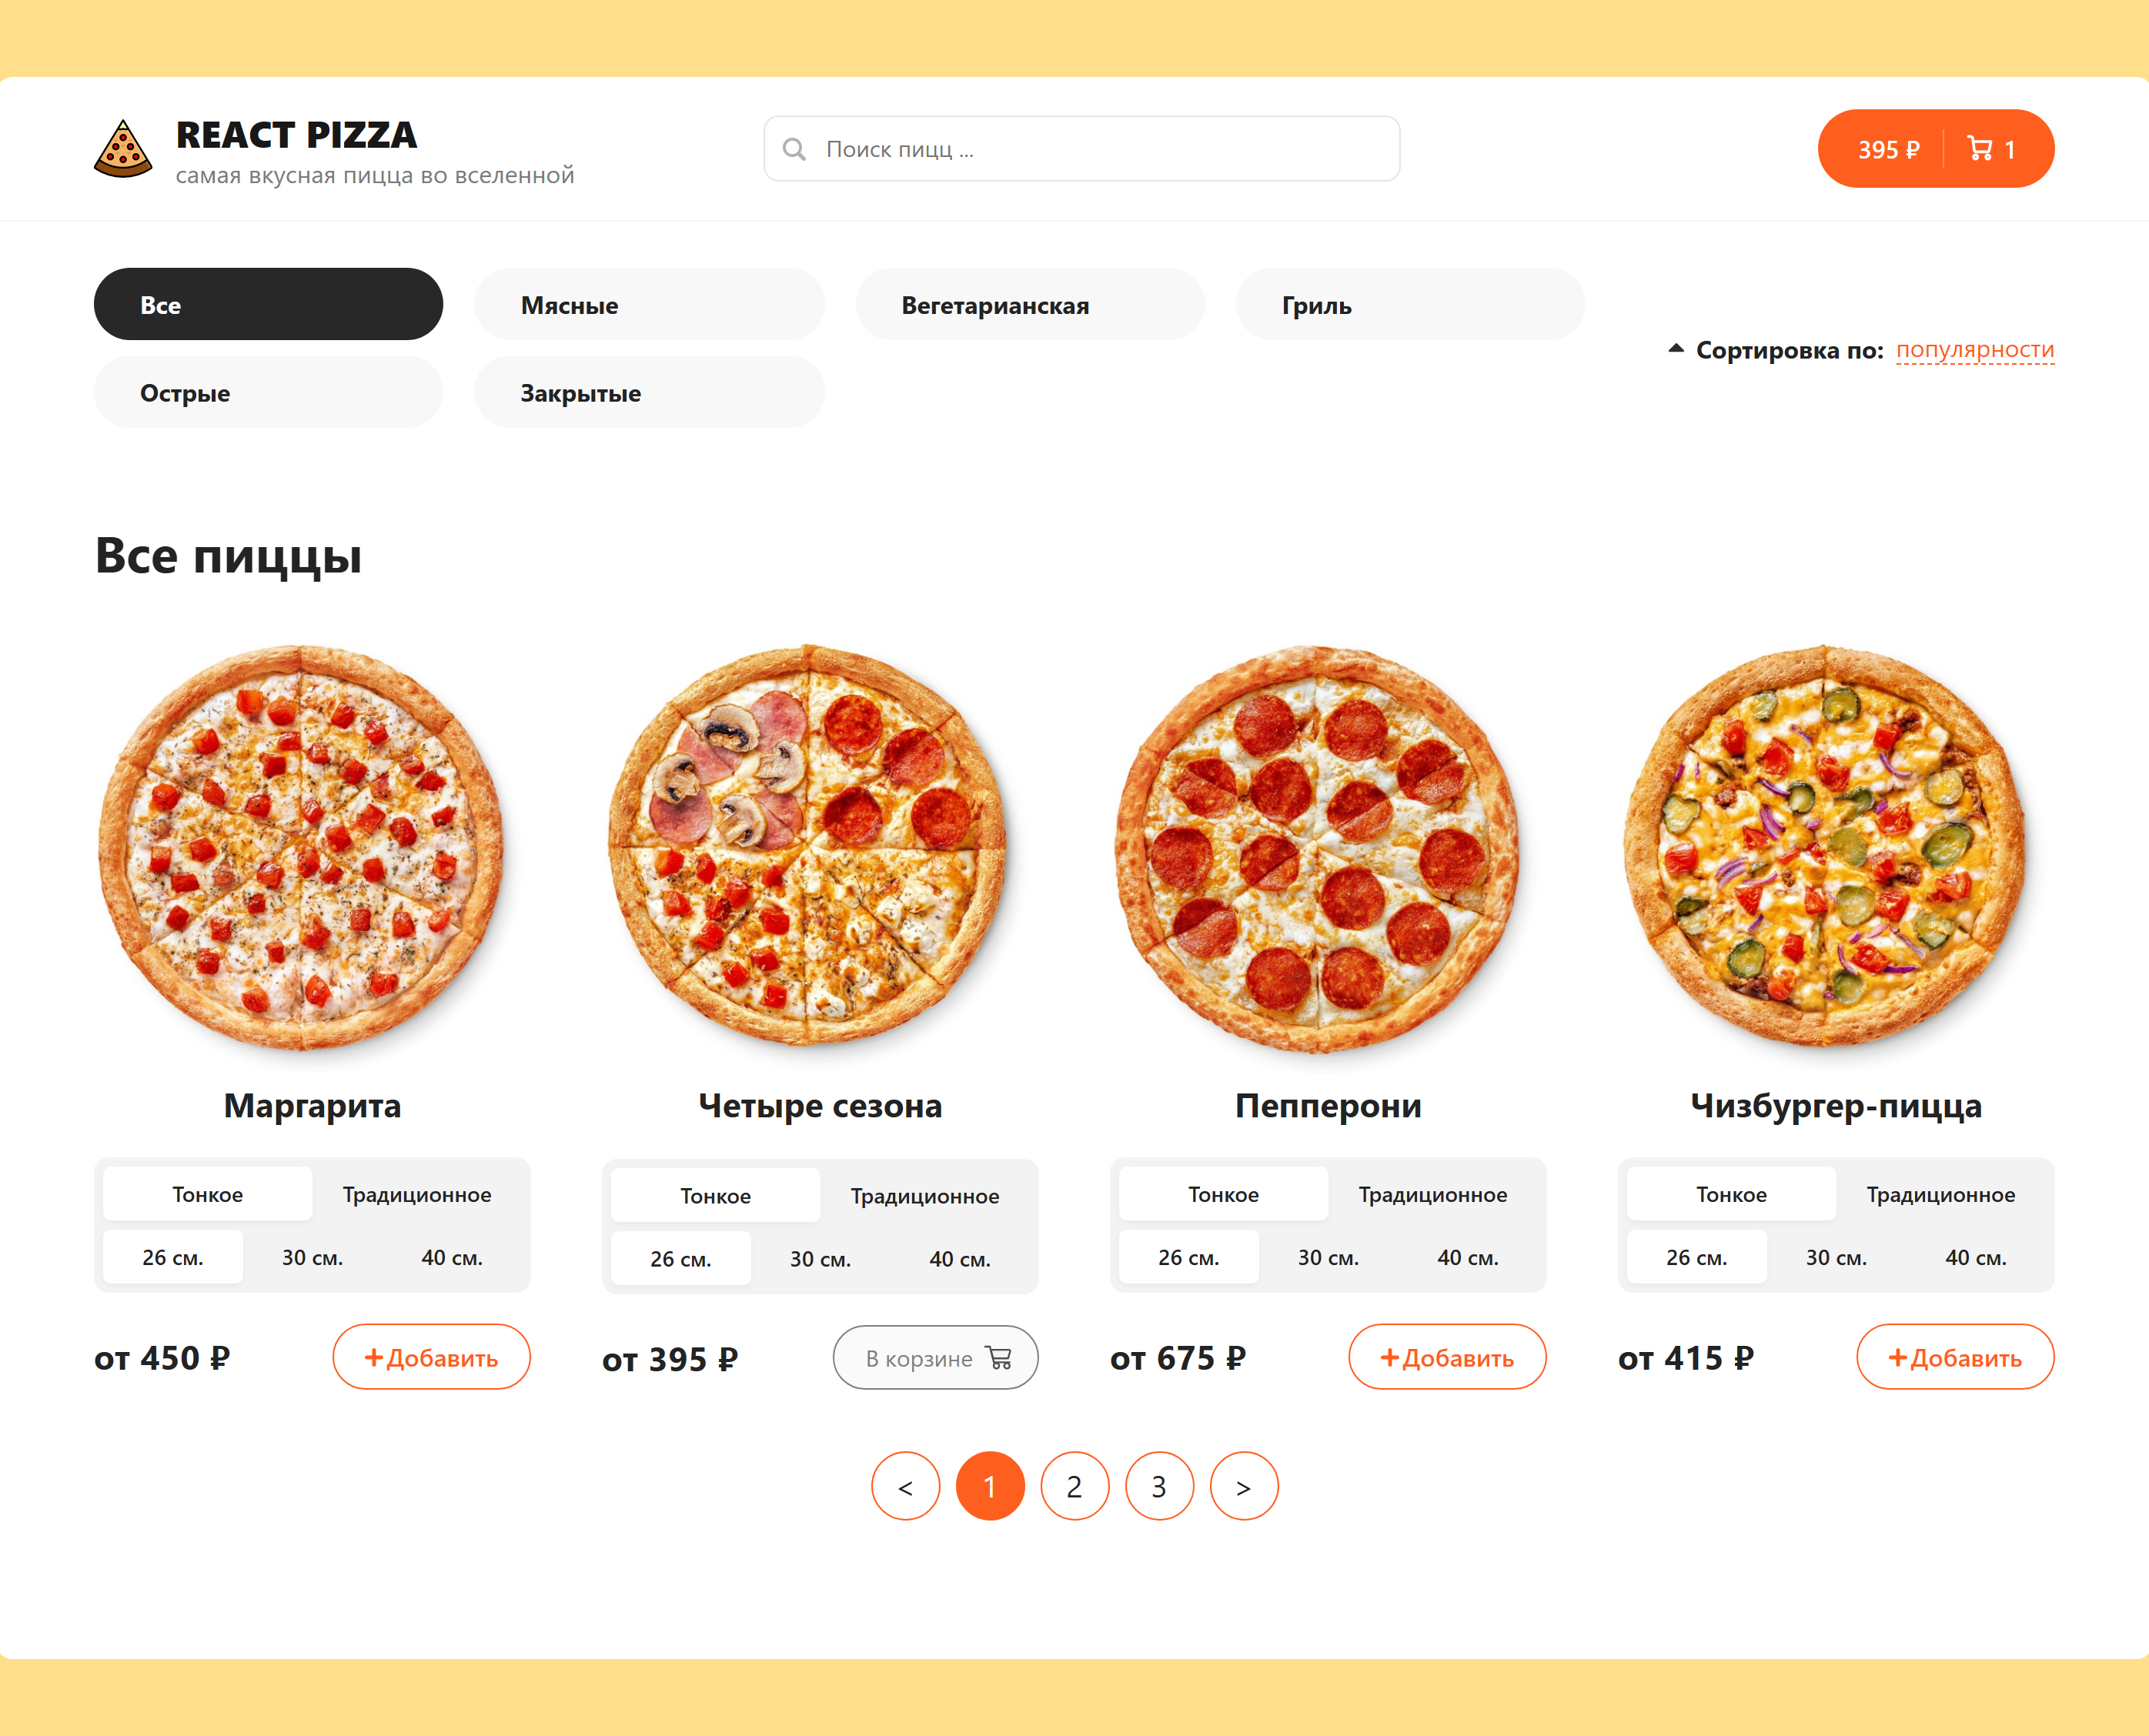 REACT PIZZA
самая вкусная пицца во вселенной
Поиск пицц ...
395 ₽ 1
Все Мясные Вегетарианская Гриль
Острые Закрытые
Сортировка по: популярности
Все пиццы
Маргарита
Тонкое Традиционное
26 см. 30 см. 40 см.
от 450 ₽ +Добавить
Четыре сезона
Тонкое Традиционное
26 см. 30 см. 40 см.
от 395 ₽ В корзине
Пепперони
Тонкое Традиционное
26 см. 30 см. 40 см.
от 675 ₽ +Добавить
Чизбургер-пицца
Тонкое Традиционное
26 см. 30 см. 40 см.
от 415 ₽ +Добавить
< 1 2 3 >